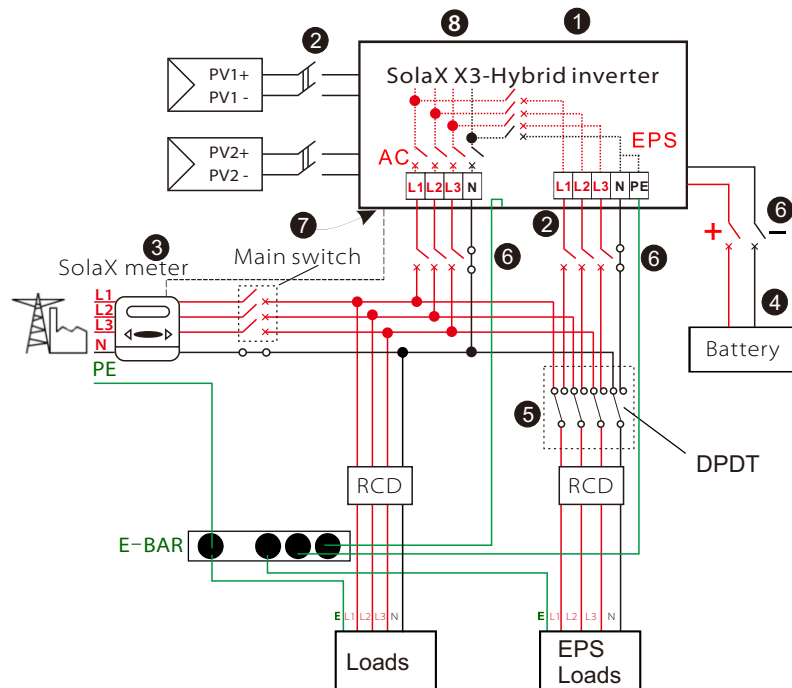 8
1
2
PV1+
PV1 -
SolaX X3-Hybrid inverter
PV2+
PV2 -
AC
EPS
L1 L2 L3 N
L1 L2 L3 N PE
7
2
6
6
+
−
3
SolaX meter
Main switch
6
4
L1
L2
L3
N
PE
Battery
5
DPDT
RCD
RCD
E-BAR
E L1 L2 L3 N
E L1 L2 L3 N
Loads
EPS
Loads